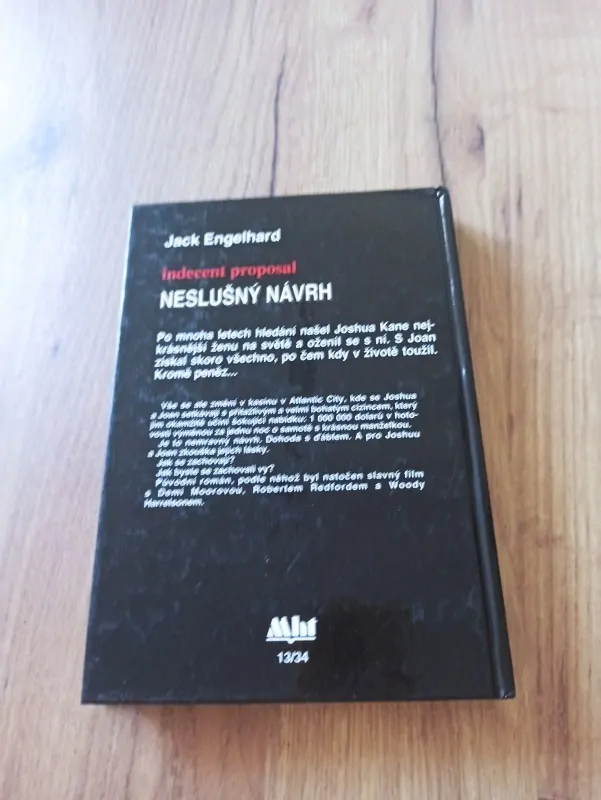 Jack Engelhard
indecent proposal
NESLUŠNÝ NÁVRH
Po mnoha letech hledání našel Joshua Kane nej-
krásnější ženu na světě a oženil se s ní. S Joan
získal skoro všechno, po čem kdy v životě toužil.
Kromě peněz...
Vše se ale změní v kasinu v Atlantic City, kde se Joshua
a Joan setkávají s přitažlivým a velmi bohatým cizincem, který
jim okamžitě učiní šokující nabídku: 1 000 000 dolarů v hoto-
vosti výměnou za jednu noc o samotě s krásnou manželkou.
Je to nemravný návrh. Dohoda s ďáblem. A pro Joshuu
a Joan zkouška jejich lásky.
Jak se zachovají?
Jak byste se zachovali vy?
Původní román, podle něhož byl natočen slavný film
s Demi Moorovou, Robertem Redfordem a Woody
Harrelsonem.
Mht
13/34